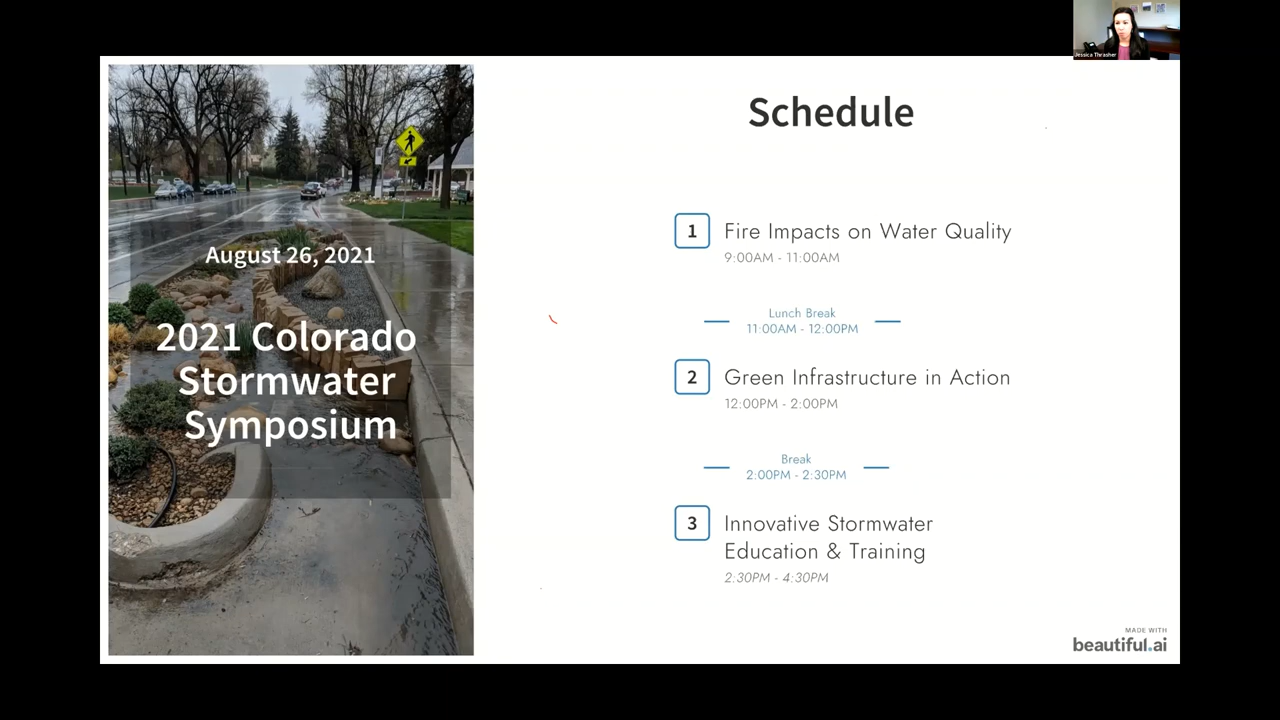 Jessica Thrasher
August 26, 2021
2021 Colorado
Stormwater
Symposium
Schedule
1
Fire Impacts on Water Quality
9:00AM - 11:00AM
Lunch Break
11:00AM - 12:00PM
2
Green Infrastructure in Action
12:00PM - 2:00PM
Break
2:00PM - 2:30PM
3
Innovative Stormwater
Education & Training
2:30PM - 4:30PM
MADE WITH
beautiful.ai